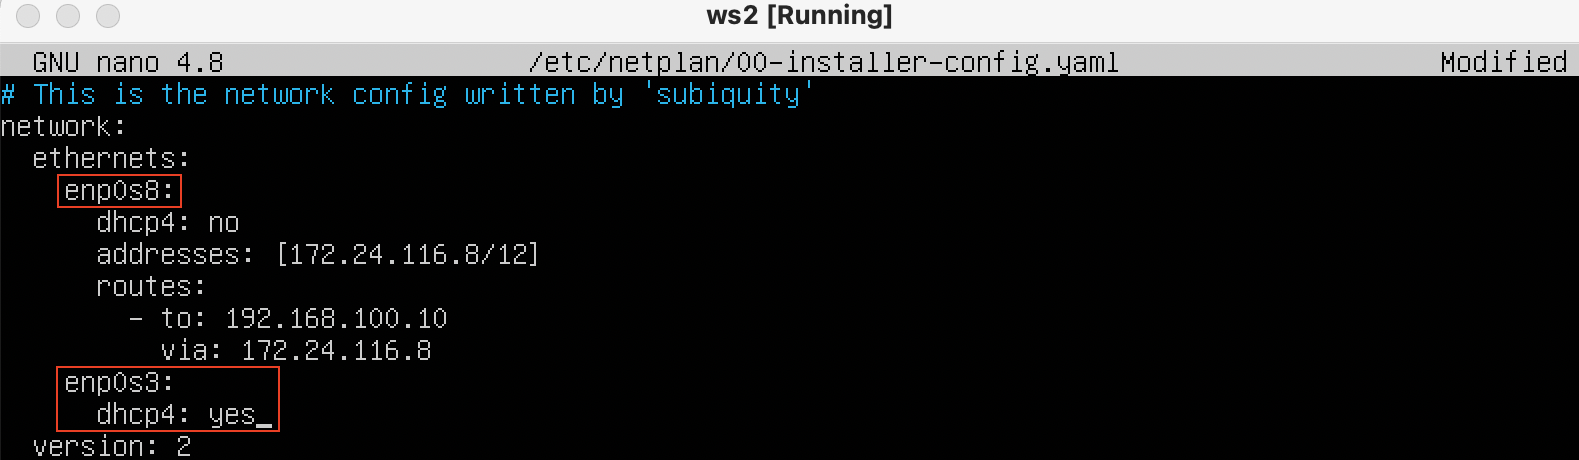 ws2 [Running]
GNU nano 4.8 /etc/netplan/00-installer-config.yaml Modified
# This is the network config written by 'subiquity'
network:
  ethernets:
    enp0s8:
      dhcp4: no
      addresses: [172.24.116.8/12]
      routes:
        - to: 192.168.100.10
          via: 172.24.116.8
    enp0s3:
      dhcp4: yes
  version: 2